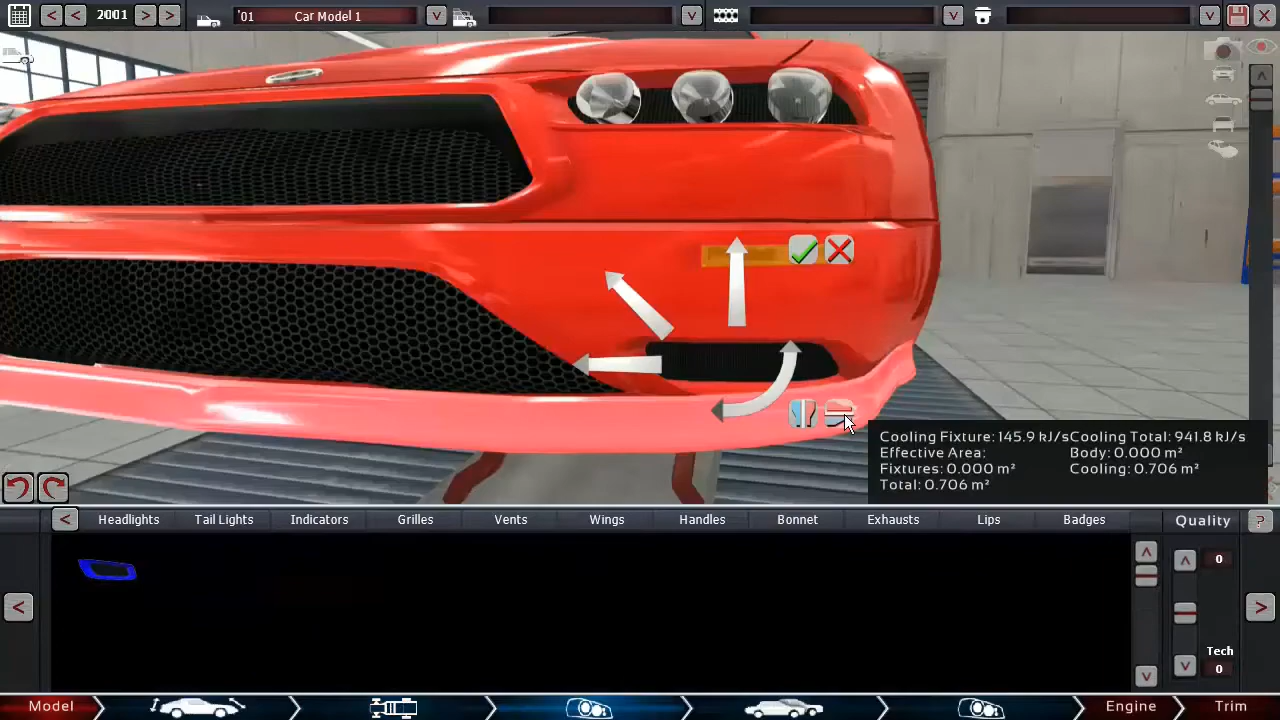 2001
'01 Car Model 1
Cooling Fixture: 145.9 kJ/s Cooling Total: 941.8 kJ/s
Effective Area: Body: 0.000 m²
Fixtures: 0.000 m² Cooling: 0.706 m²
Total: 0.706 m²
Headlights Tail Lights Indicators Grilles Vents Wings Handles Bonnet Exhausts Lips Badges Quality ?
0
Tech
0
Model Engine Trim